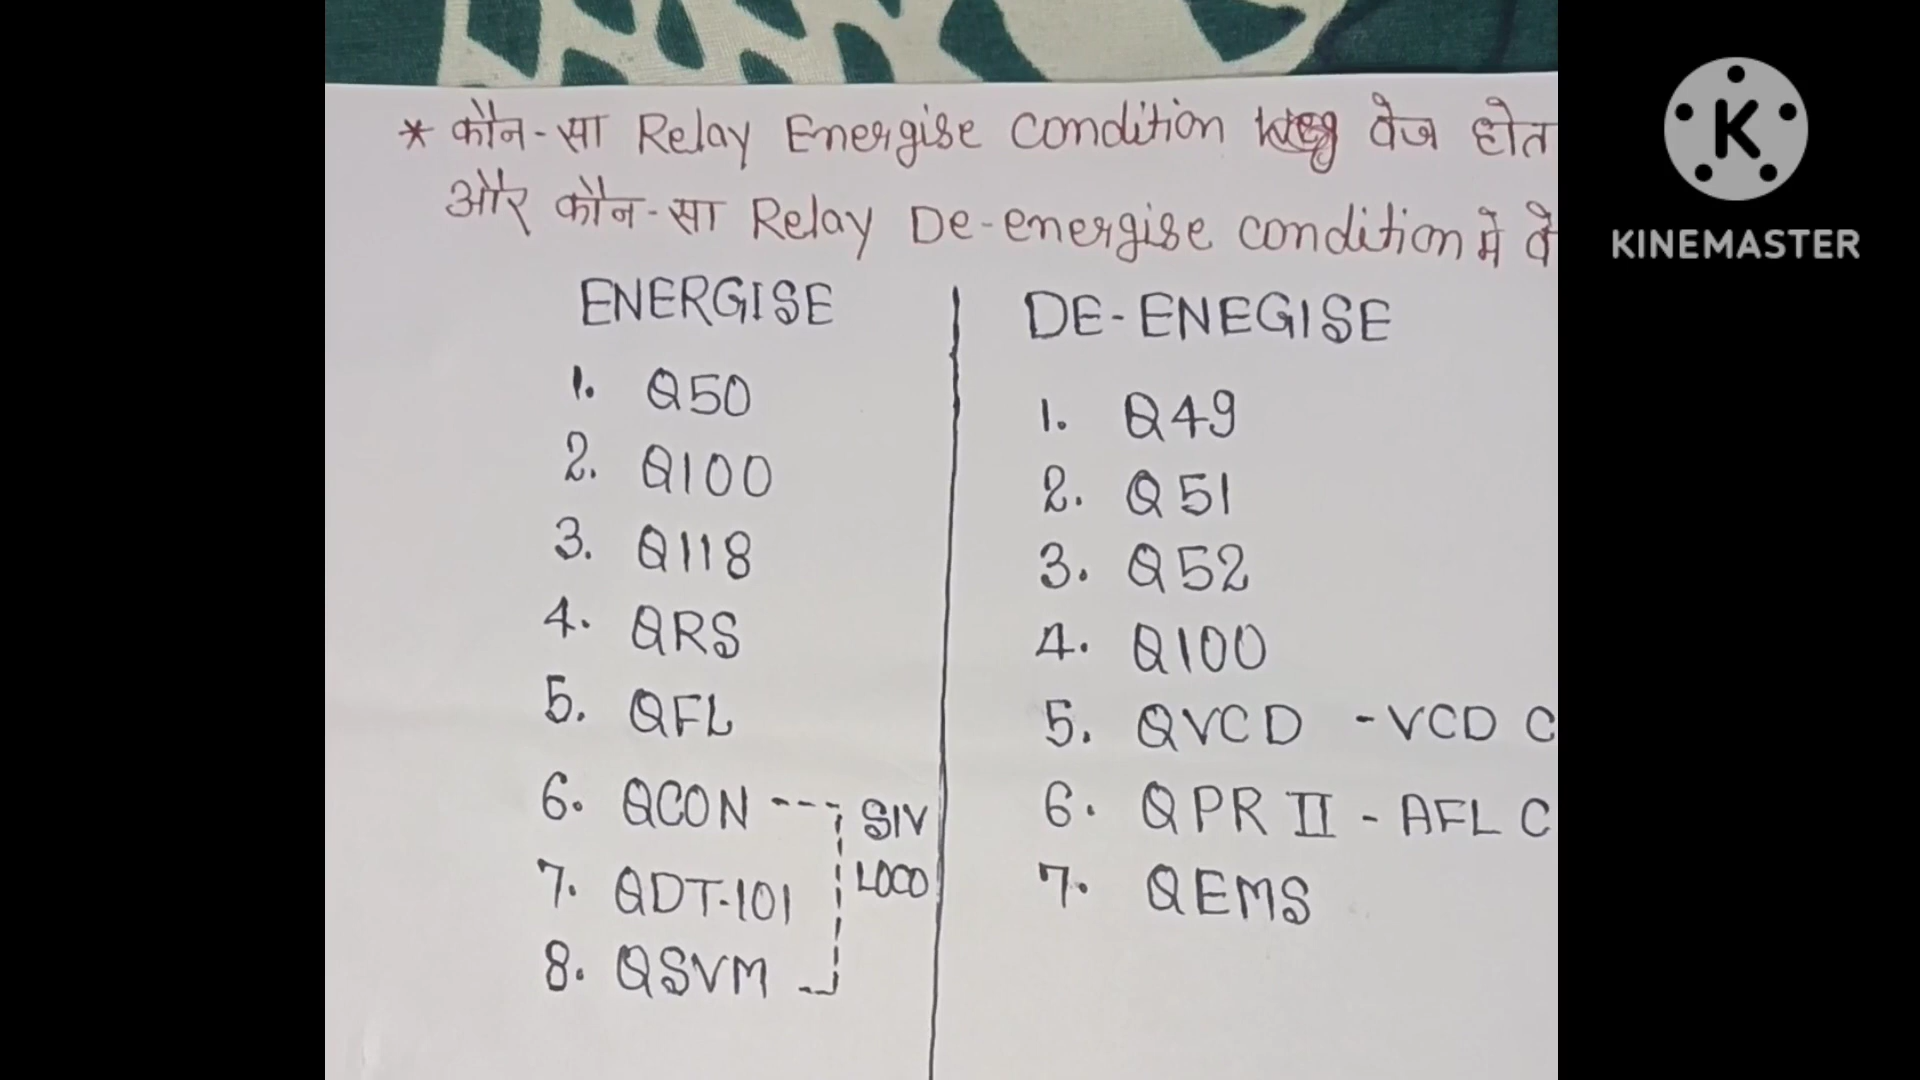 * कौन-सा Relay Energise condition वेज होत
और कौन-सा Relay De-energise condition में वे
ENERGISE
1. Q50
2. Q100
3. Q118
4. QRS
5. QFL
6. QCON ---
7. QDT-101
8. QSVM
SIV
LOCO
DE-ENEGISE
1. Q49
2. Q51
3. Q52
4. Q100
5. QVCD - VCD C
6. QPR II - AFL C
7. QEMS
KINEMASTER